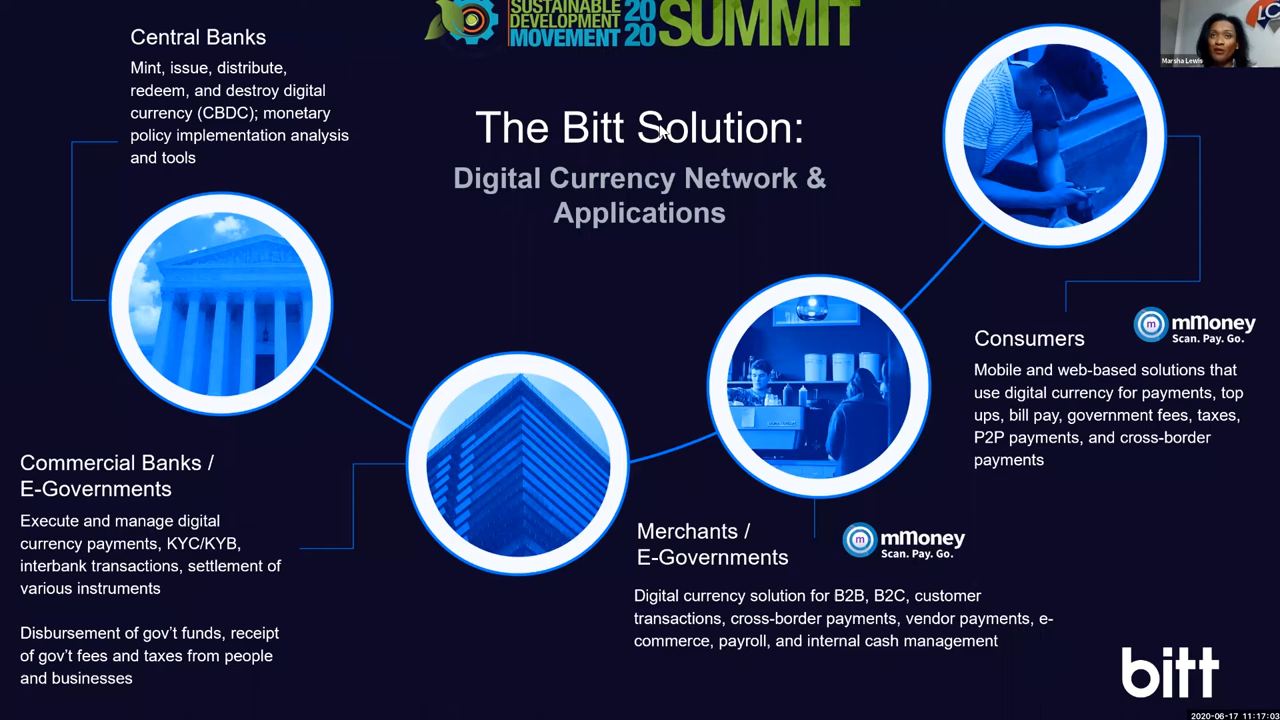 SUSTAINABLE
DEVELOPMENT
MOVEMENT
20
20
SUMMIT
Marsha Lewis
The Bitt Solution:
Digital Currency Network &
Applications
Central Banks
Mint, issue, distribute,
redeem, and destroy digital
currency (CBDC); monetary
policy implementation analysis
and tools
Commercial Banks /
E-Governments
Execute and manage digital
currency payments, KYC/KYB,
interbank transactions, settlement of
various instruments
Disbursement of gov't funds, receipt
of gov't fees and taxes from people
and businesses
Merchants /
E-Governments
m mMoney
Scan. Pay. Go.
Digital currency solution for B2B, B2C, customer
transactions, cross-border payments, vendor payments, e-
commerce, payroll, and internal cash management
Consumers
m mMoney
Scan. Pay. Go.
Mobile and web-based solutions that
use digital currency for payments, top
ups, bill pay, government fees, taxes,
P2P payments, and cross-border
payments
bitt
2020-06-17 11:17:03